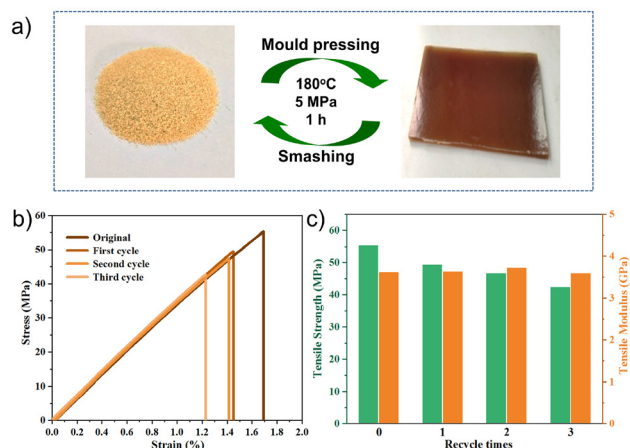 a)
Mould pressing
180°C
5 MPa
1 h
Smashing
b)
60
50
40
30
20
10
0
Stress (MPa)
Original
First cycle
Second cycle
Third cycle
0.0 0.2 0.4 0.6 0.8 1.0 1.2 1.4 1.6 1.8 2.0
Strain (%)
c)
60
50
40
30
20
10
0
Tensile Strength (MPa)
5
4
3
2
1
0
Tensile Modulus (GPa)
0 1 2 3
Recycle times